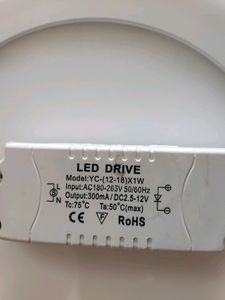 LED DRIVE
Model:YC-(12-18)X1W
L
N
Input:AC180-265V 50/60Hz
Output:300mA / DC2.5-12V
Tc:75°C Ta:50°C(max)
CE F RoHS